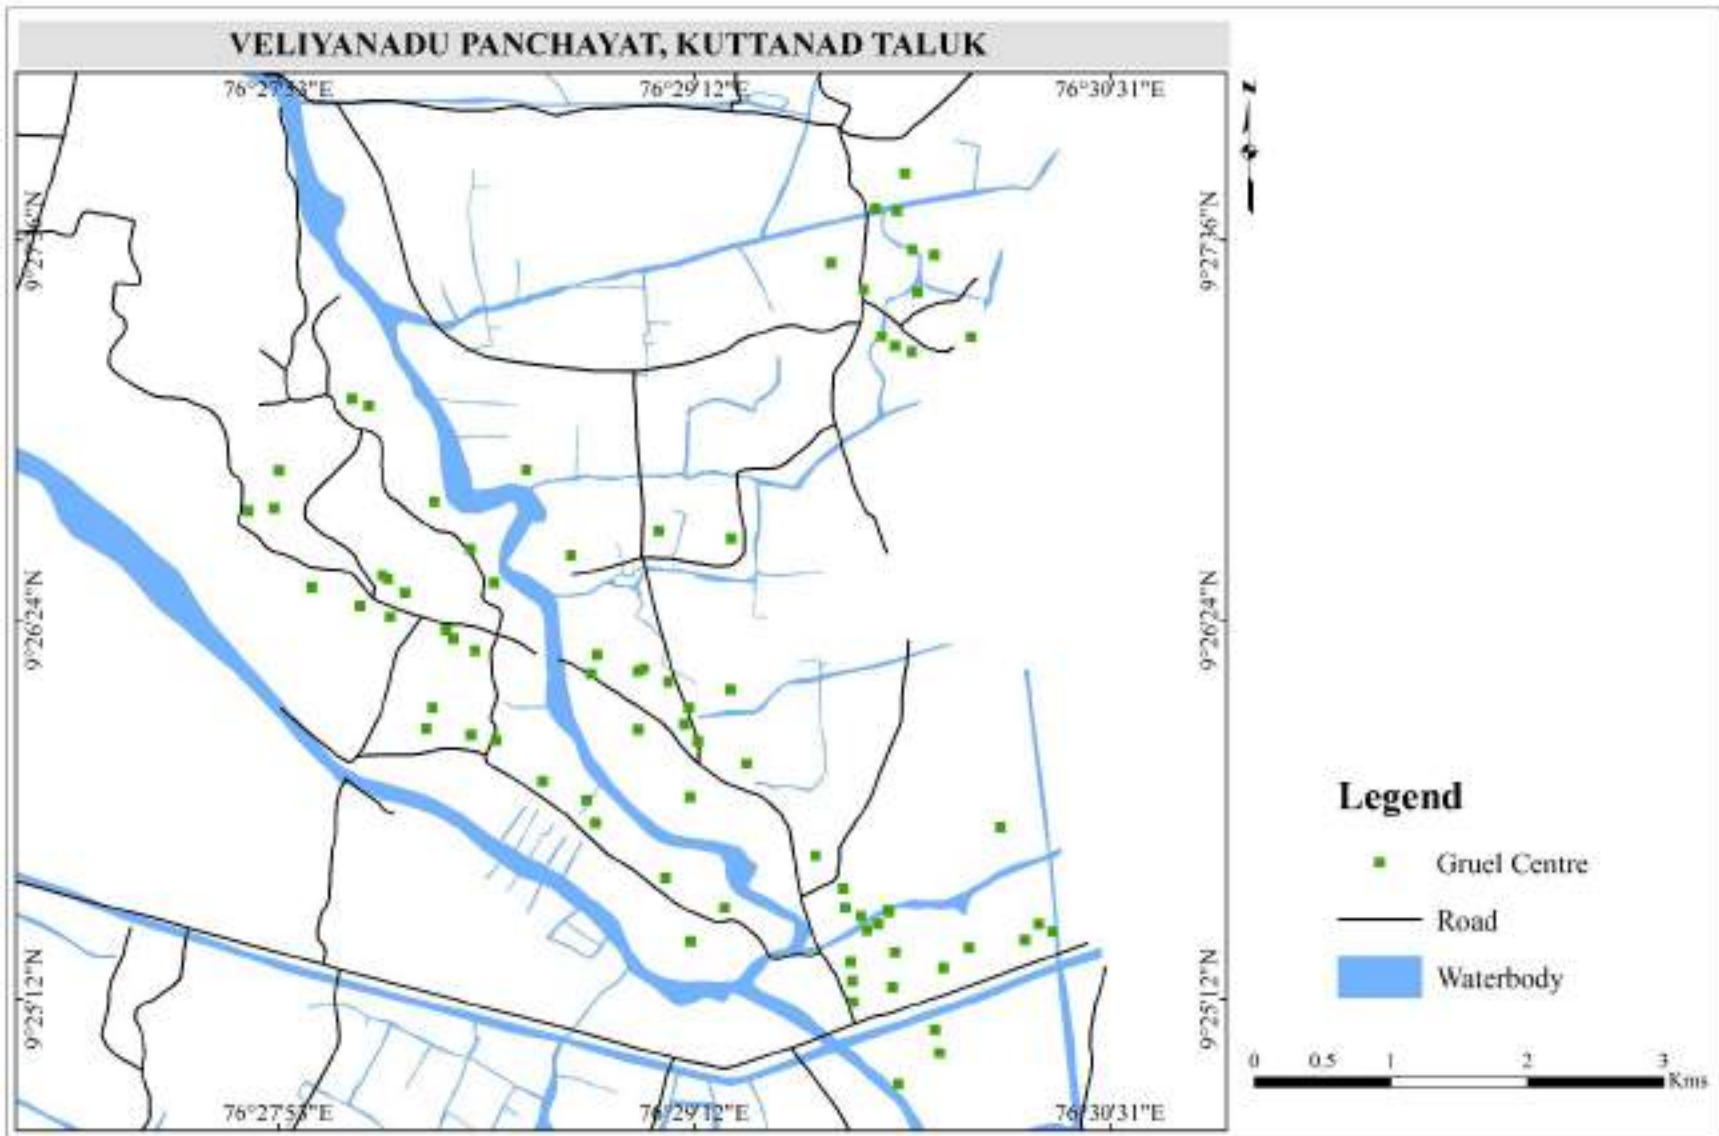 VELIYANADU PANCHAYAT, KUTTANAD TALUK
76°27'53"E 76°29'12"E 76°30'31"E
z
9°27'36"N 9°27'36"N
9°26'24"N 9°26'24"N
9°25'12"N 9°25'12"N
76°27'53"E 76°29'12"E 76°30'31"E
Legend
Gruel Centre
Road
Waterbody
0 0.5 1 2 3
Kms